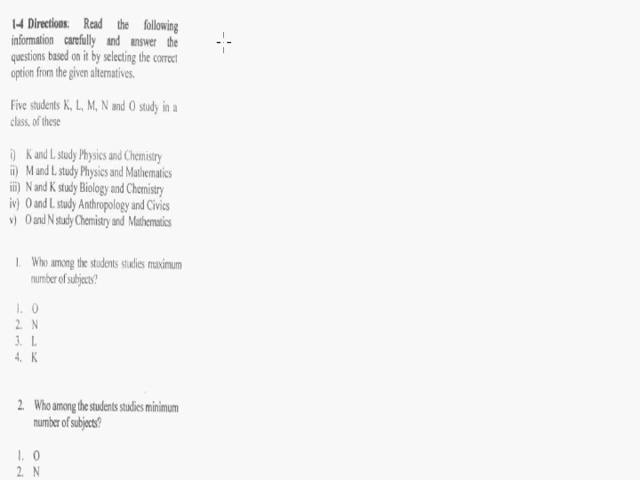 1-4 Directions: Read the following
information carefully and answer the
questions based on it by selecting the correct
option from the given alternatives.
Five students K, L, M, N and O study in a
class, of these
i) K and L study Physics and Chemistry
ii) M and L study Physics and Mathematics
iii) N and K study Biology and Chemistry
iv) O and L study Anthropology and Civics
v) O and N study Chemistry and Mathematics
1. Who among the students studies maximum
number of subjects?
1. O
2. N
3. L
4. K
2. Who among the students studies minimum
number of subjects?
1. O
2. N